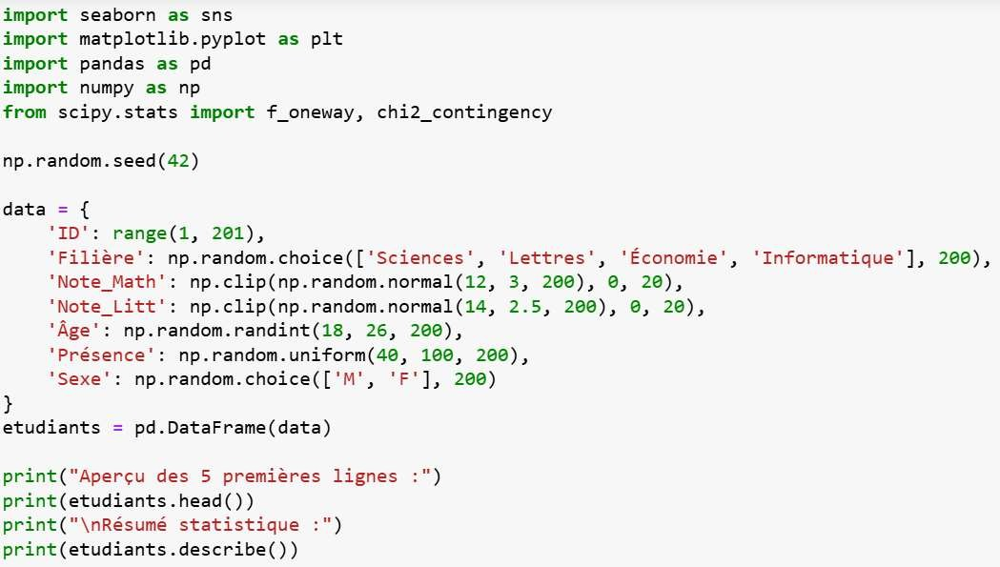 import seaborn as sns
import matplotlib.pyplot as plt
import pandas as pd
import numpy as np
from scipy.stats import f_oneway, chi2_contingency

np.random.seed(42)

data = {
    'ID': range(1, 201),
    'Filière': np.random.choice(['Sciences', 'Lettres', 'Économie', 'Informatique'], 200),
    'Note_Math': np.clip(np.random.normal(12, 3, 200), 0, 20),
    'Note_Litt': np.clip(np.random.normal(14, 2.5, 200), 0, 20),
    'Âge': np.random.randint(18, 26, 200),
    'Présence': np.random.uniform(40, 100, 200),
    'Sexe': np.random.choice(['M', 'F'], 200)
}
etudiants = pd.DataFrame(data)

print("Aperçu des 5 premières lignes :")
print(etudiants.head())
print("\nRésumé statistique :")
print(etudiants.describe())